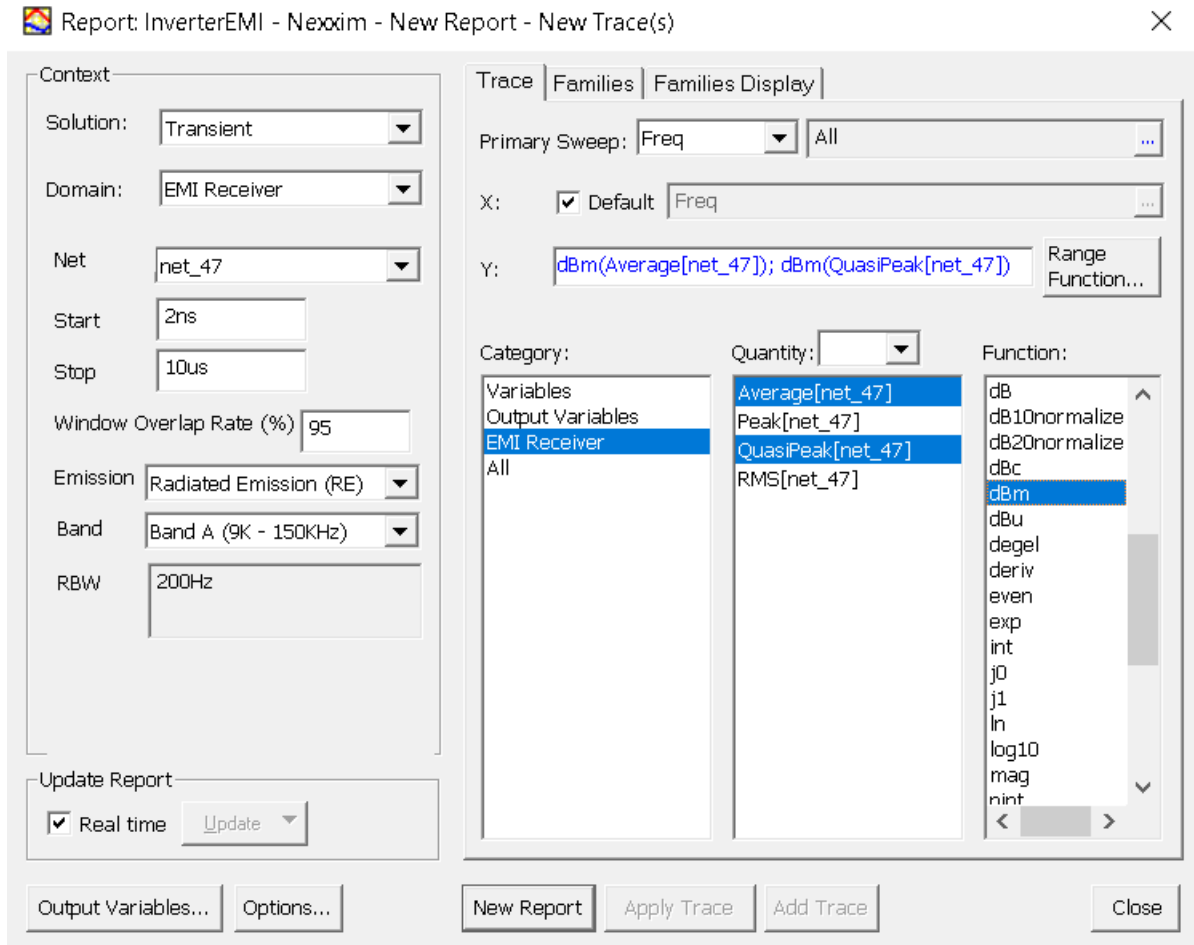 Report: InverterEMI - Nexxim - New Report - New Trace(s)
Context
Solution: Transient
Domain: EMI Receiver
Net net_47
Start 2ns
Stop 10us
Window Overlap Rate (%) 95
Emission Radiated Emission (RE)
Band Band A (9K - 150KHz)
RBW 200Hz
Update Report
Real time Update
Output Variables... Options...
Trace Families Families Display
Primary Sweep: Freq All ...
X: Default Freq ...
Y: dBm(Average[net_47]); dBm(QuasiPeak[net_47]) Range Function...
Category:
Variables
Output Variables
EMI Receiver
All
Quantity:
Average[net_47]
Peak[net_47]
QuasiPeak[net_47]
RMS[net_47]
Function:
dB
dB10normalize
dB20normalize
dBc
dBm
dBu
degel
deriv
even
exp
int
j0
j1
ln
log10
mag
nint
New Report Apply Trace Add Trace Close